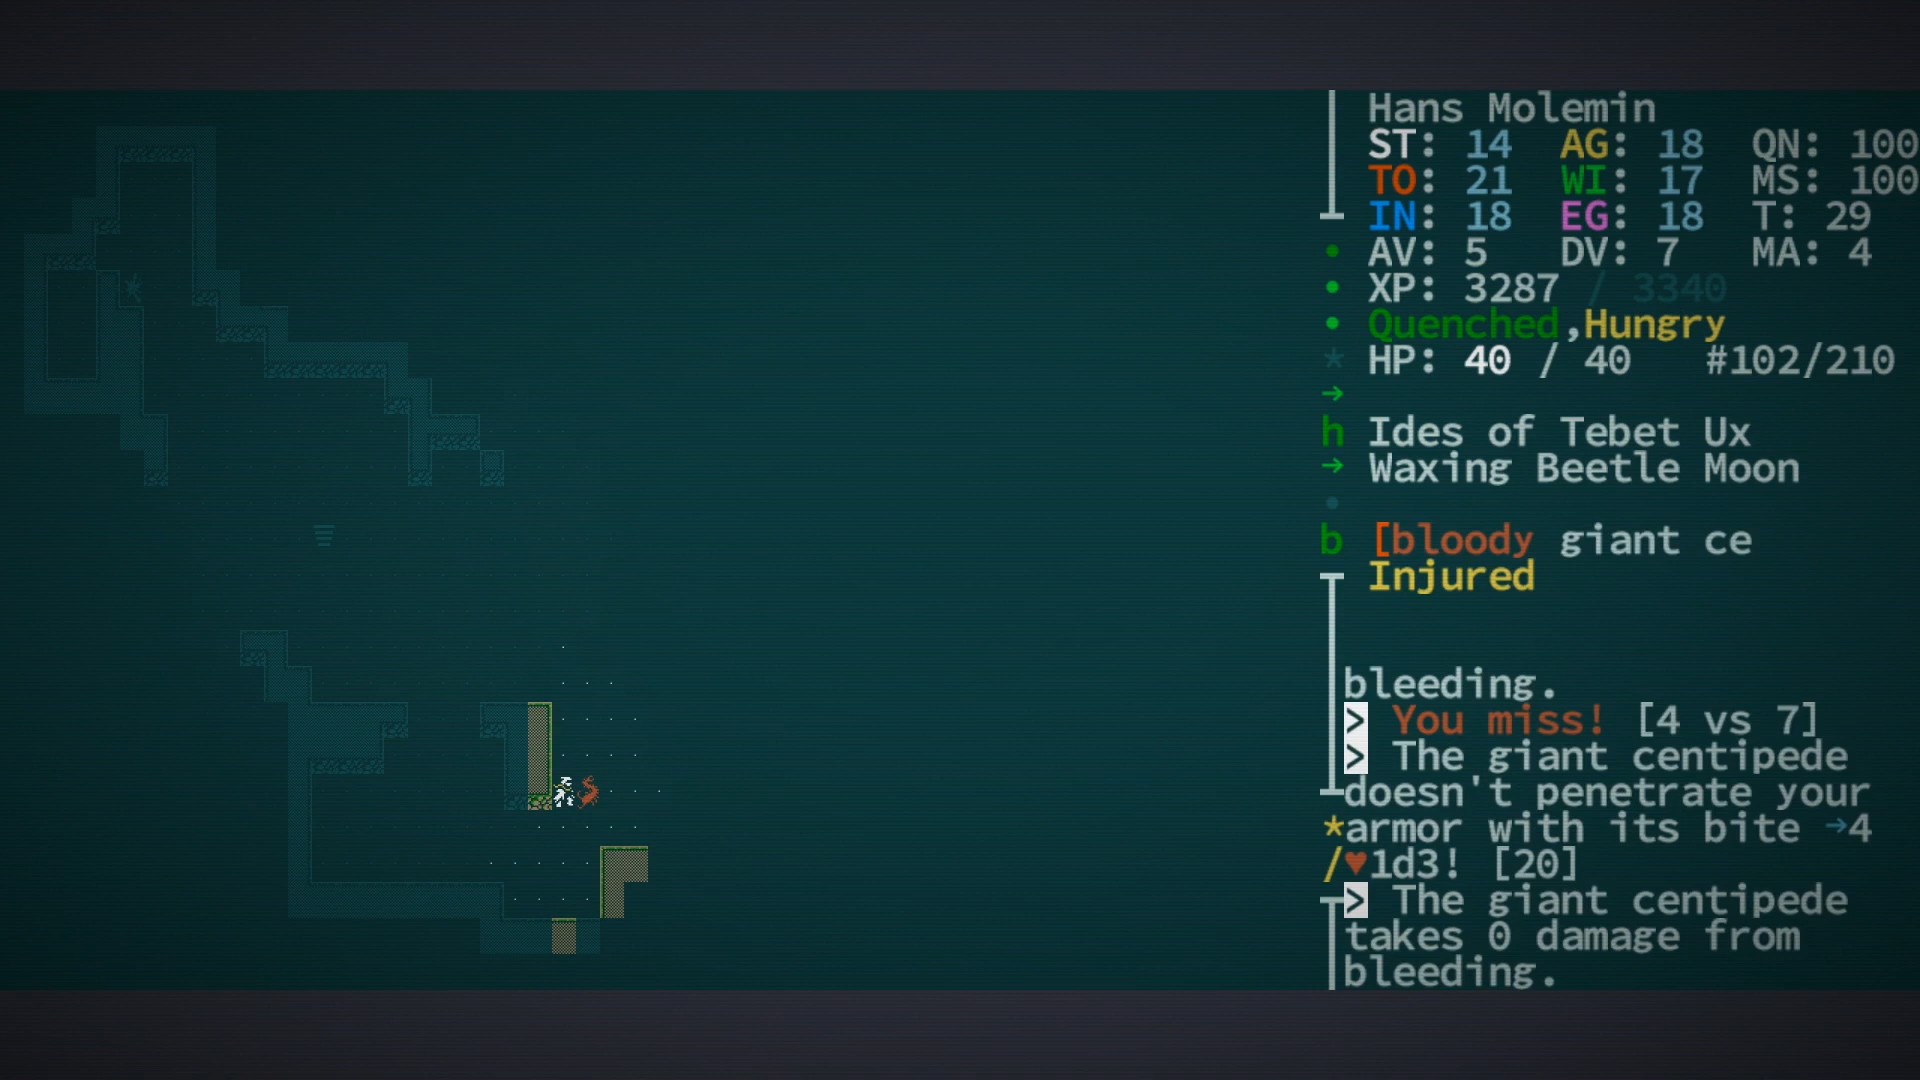 Hans Molemin
ST: 14 AG: 18 QN: 100
TO: 21 WI: 17 MS: 100
IN: 18 EG: 18 T: 29
AV: 5 DV: 7 MA: 4
XP: 3287 / 3340
Quenched,Hungry
HP: 40 / 40 #102/210
h Ides of Tebet Ux
Waxing Beetle Moon
b [bloody giant ce
Injured
bleeding.
> You miss! [4 vs 7]
> The giant centipede
doesn't penetrate your
*armor with its bite →4
/♥1d3! [20]
> The giant centipede
takes 0 damage from
bleeding.